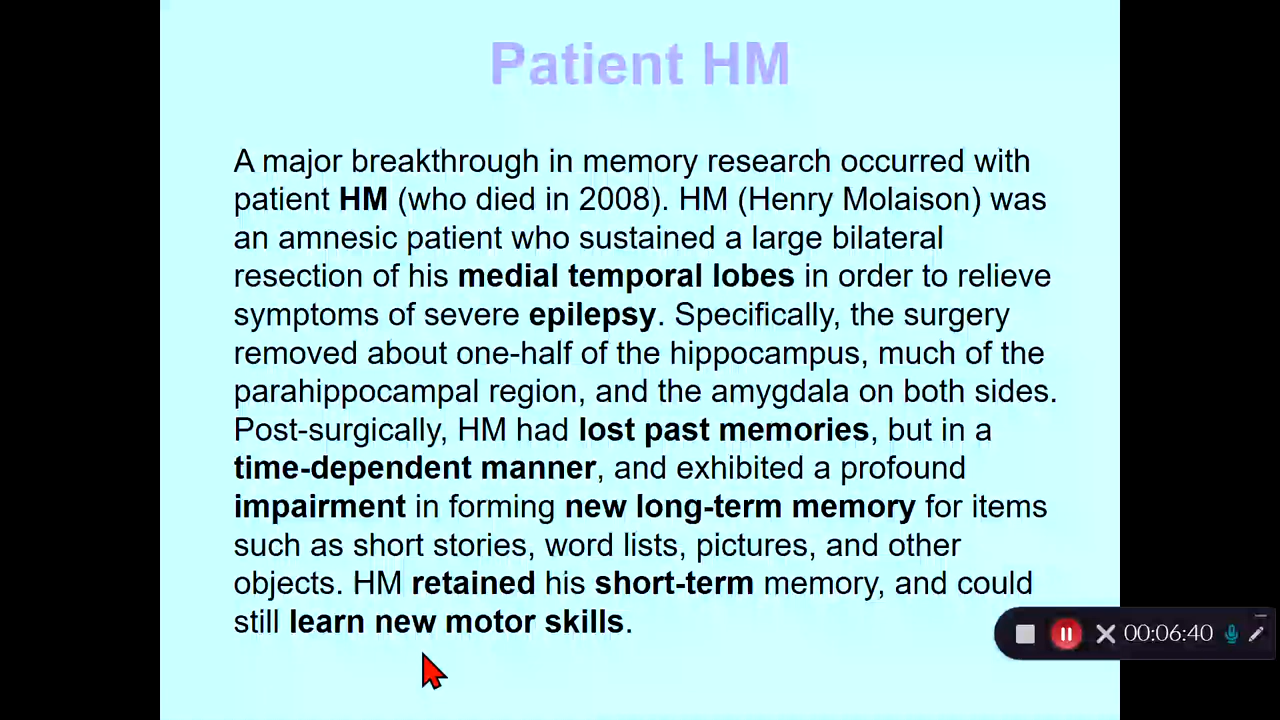 Patient HM
A major breakthrough in memory research occurred with
patient HM (who died in 2008). HM (Henry Molaison) was
an amnesic patient who sustained a large bilateral
resection of his medial temporal lobes in order to relieve
symptoms of severe epilepsy. Specifically, the surgery
removed about one-half of the hippocampus, much of the
parahippocampal region, and the amygdala on both sides.
Post-surgically, HM had lost past memories, but in a
time-dependent manner, and exhibited a profound
impairment in forming new long-term memory for items
such as short stories, word lists, pictures, and other
objects. HM retained his short-term memory, and could
still learn new motor skills.
00:06:40